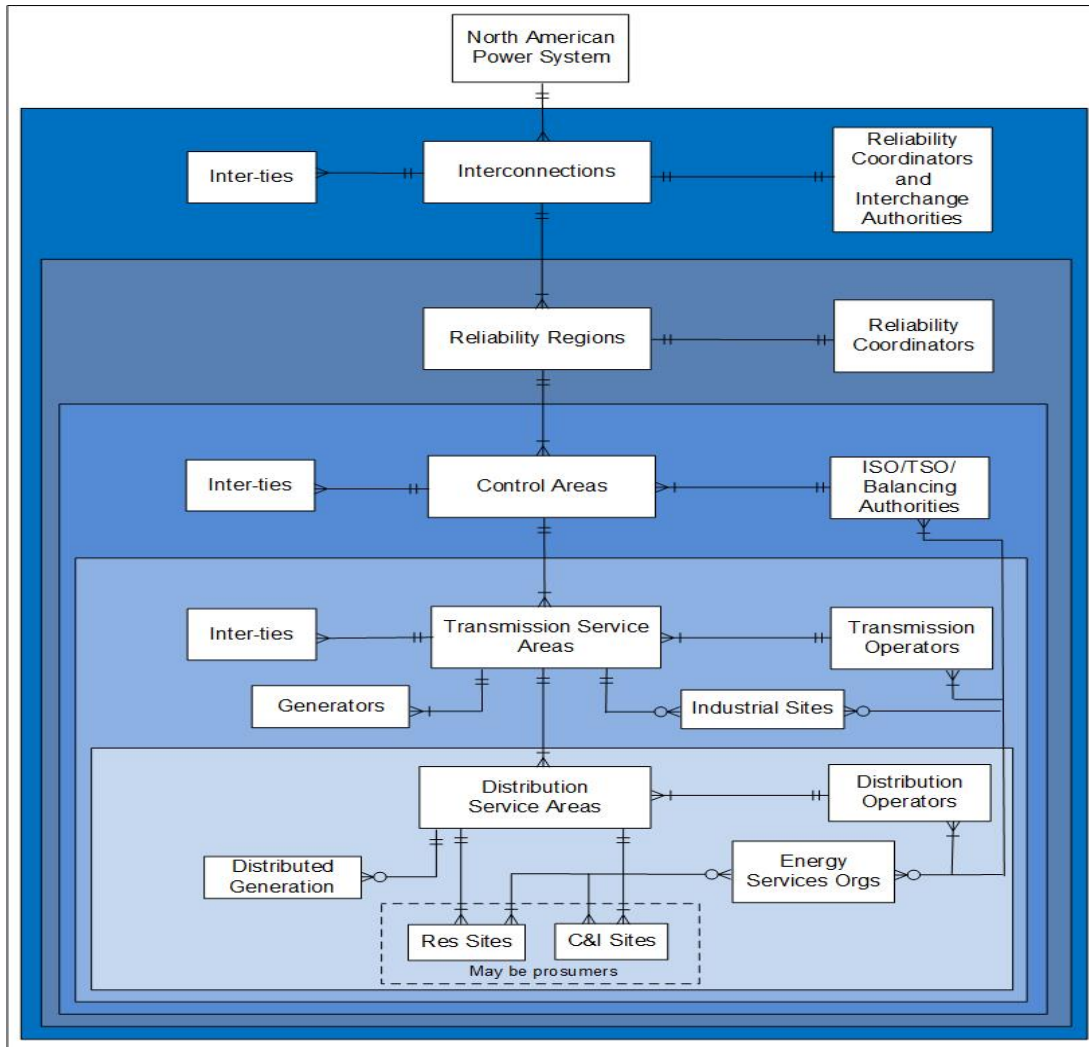 North American
Power System
Inter-ties
Interconnections
Reliability
Coordinators
and
Interchange
Authorities
Reliability Regions
Reliability
Coordinators
Inter-ties
Control Areas
ISO/TSO/
Balancing
Authorities
Inter-ties
Transmission Service
Areas
Transmission
Operators
Generators
Industrial Sites
Distribution
Service Areas
Distribution
Operators
Distributed
Generation
Energy
Services Orgs
Res Sites
C&I Sites
May be prosumers